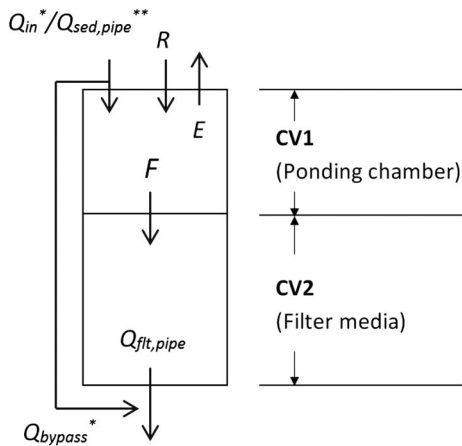 Q_in*/Q_sed,pipe**
R
E
CV1
(Ponding chamber)
F
CV2
(Filter media)
Q_flt,pipe
Q_bypass*